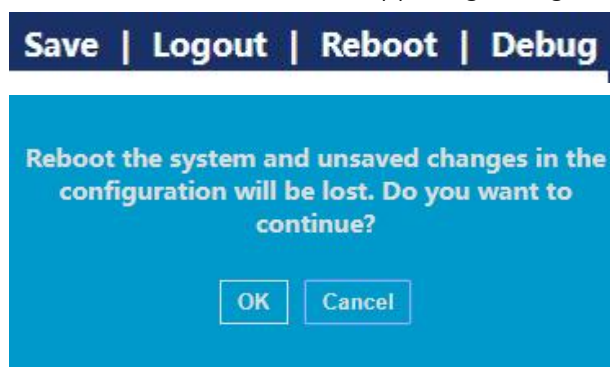 Save | Logout | Reboot | Debug
Reboot the system and unsaved changes in the
configuration will be lost. Do you want to
continue?
OK Cancel